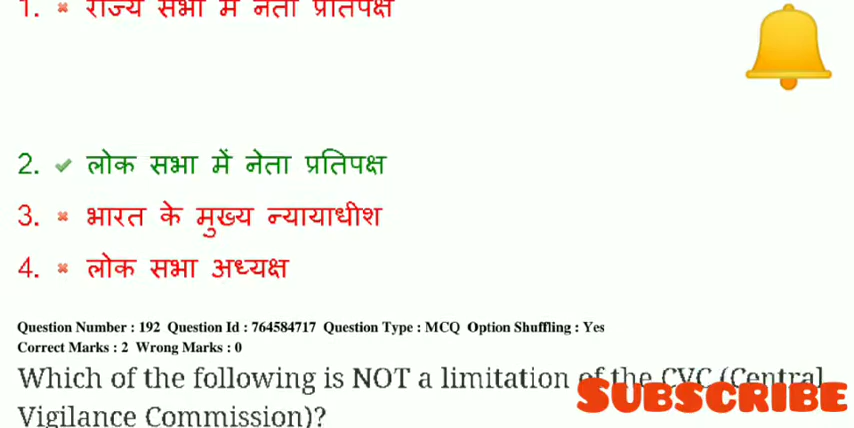 1. राज्य सभा में नेता प्रतिपक्ष
2. लोक सभा में नेता प्रतिपक्ष
3. भारत के मुख्य न्यायाधीश
4. लोक सभा अध्यक्ष
Question Number : 192 Question Id : 764584717 Question Type : MCQ Option Shuffling : Yes
Correct Marks : 2 Wrong Marks : 0
Which of the following is NOT a limitation of the CVC (Central
Vigilance Commission)?
SUBSCRIBE